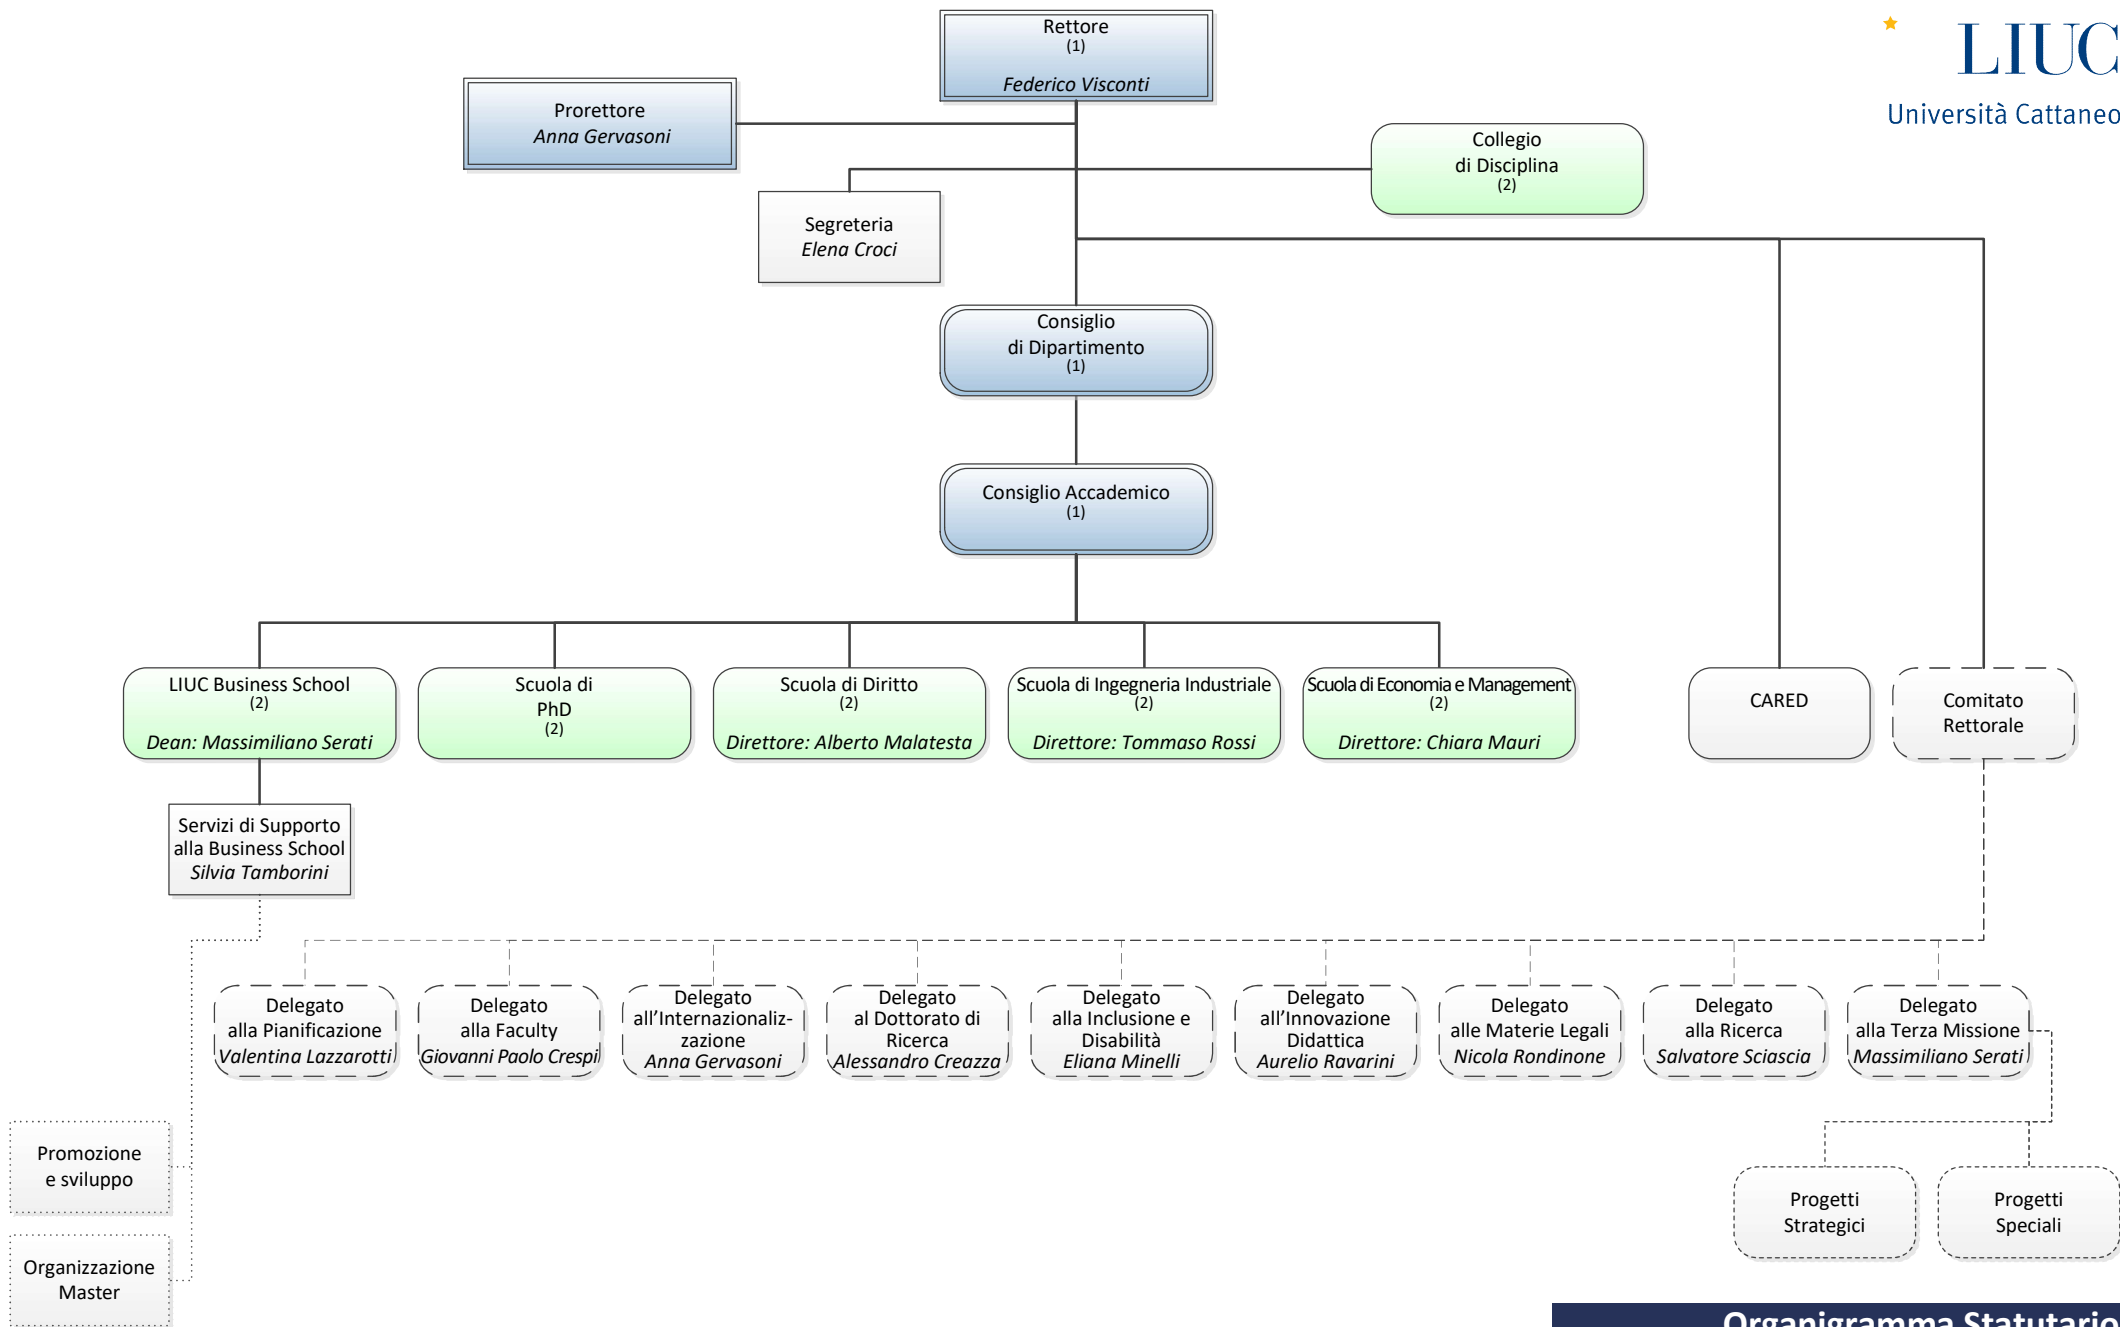 Rettore
(1)
Federico Visconti
LIUC
Università Cattaneo
Prorettore
Anna Gervasoni
Collegio
di Disciplina
(2)
Segreteria
Elena Croci
Consiglio
di Dipartimento
(1)
Consiglio Accademico
(1)
LIUC Business School
(2)
Dean: Massimiliano Serati
Scuola di
PhD
(2)
Scuola di Diritto
(2)
Direttore: Alberto Malatesta
Scuola di Ingegneria Industriale
(2)
Direttore: Tommaso Rossi
Scuola di Economia e Management
(2)
Direttore: Chiara Mauri
CARED
Comitato
Rettorale
Servizi di Supporto
alla Business School
Silvia Tamborini
Delegato
alla Pianificazione
Valentina Lazzarotti
Delegato
alla Faculty
Giovanni Paolo Crespi
Delegato
all’Internazionaliz-
zazione
Anna Gervasoni
Delegato
al Dottorato di
Ricerca
Alessandro Creazza
Delegato
alla Inclusione e
Disabilità
Eliana Minelli
Delegato
all’Innovazione
Didattica
Aurelio Ravarini
Delegato
alle Materie Legali
Nicola Rondinone
Delegato
alla Ricerca
Salvatore Sciascia
Delegato
alla Terza Missione
Massimiliano Serati
Promozione
e sviluppo
Organizzazione
Master
Progetti
Strategici
Progetti
Speciali
Organigramma Statutario